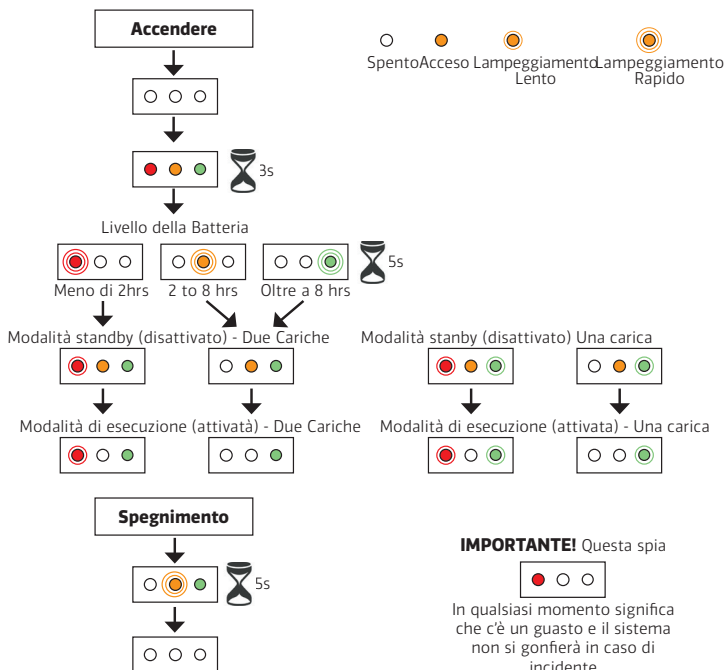 Accendere
Spento Acceso Lampeggiamento Lento Lampeggiamento Rapido
3s
Livello della Batteria
5s
Meno di 2hrs
2 to 8 hrs
Oltre a 8 hrs
Modalità standby (disattivato) - Due Cariche
Modalità stanby (disattivato) Una carica
Modalità di esecuzione (attivatà) - Due Cariche
Modalità di esecuzione (attivata) - Una carica
Spegnimento
5s
IMPORTANTE! Questa spia
In qualsiasi momento significa
che c'è un guasto e il sistema
non si gonfierà in caso di
incidente